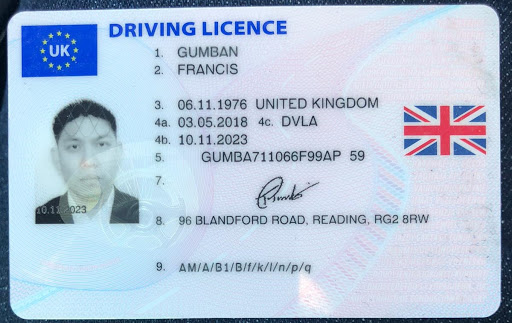 DRIVING LICENCE
UK
1. GUMBAN
2. FRANCIS
3. 06.11.1976 UNITED KINGDOM
4a. 03.05.2018 4c. DVLA
4b. 10.11.2023
5. GUMBA711066F99AP 59
7.
10.11.2023
8. 96 BLANDFORD ROAD, READING, RG2 8RW
9. AM/A/B1/B/f/k/l/n/p/q